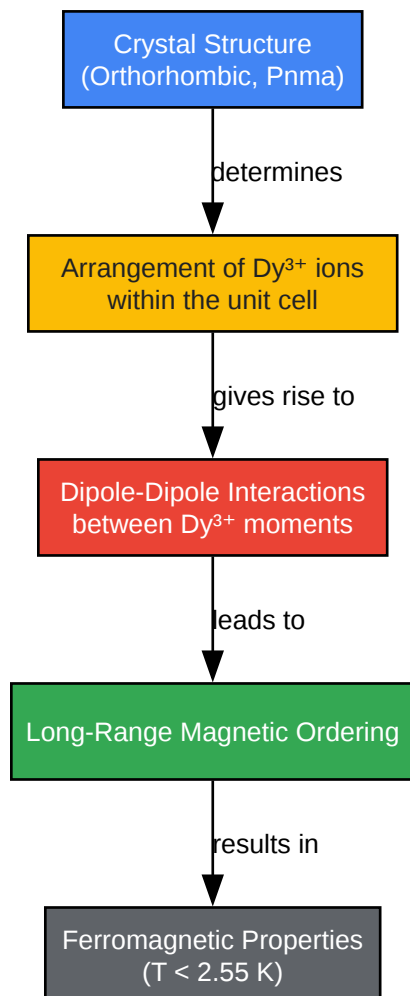 Crystal Structure
(Orthorhombic, Pnma)
determines
Arrangement of Dy³⁺ ions
within the unit cell
gives rise to
Dipole-Dipole Interactions
between Dy³⁺ moments
leads to
Long-Range Magnetic Ordering
results in
Ferromagnetic Properties
(T < 2.55 K)